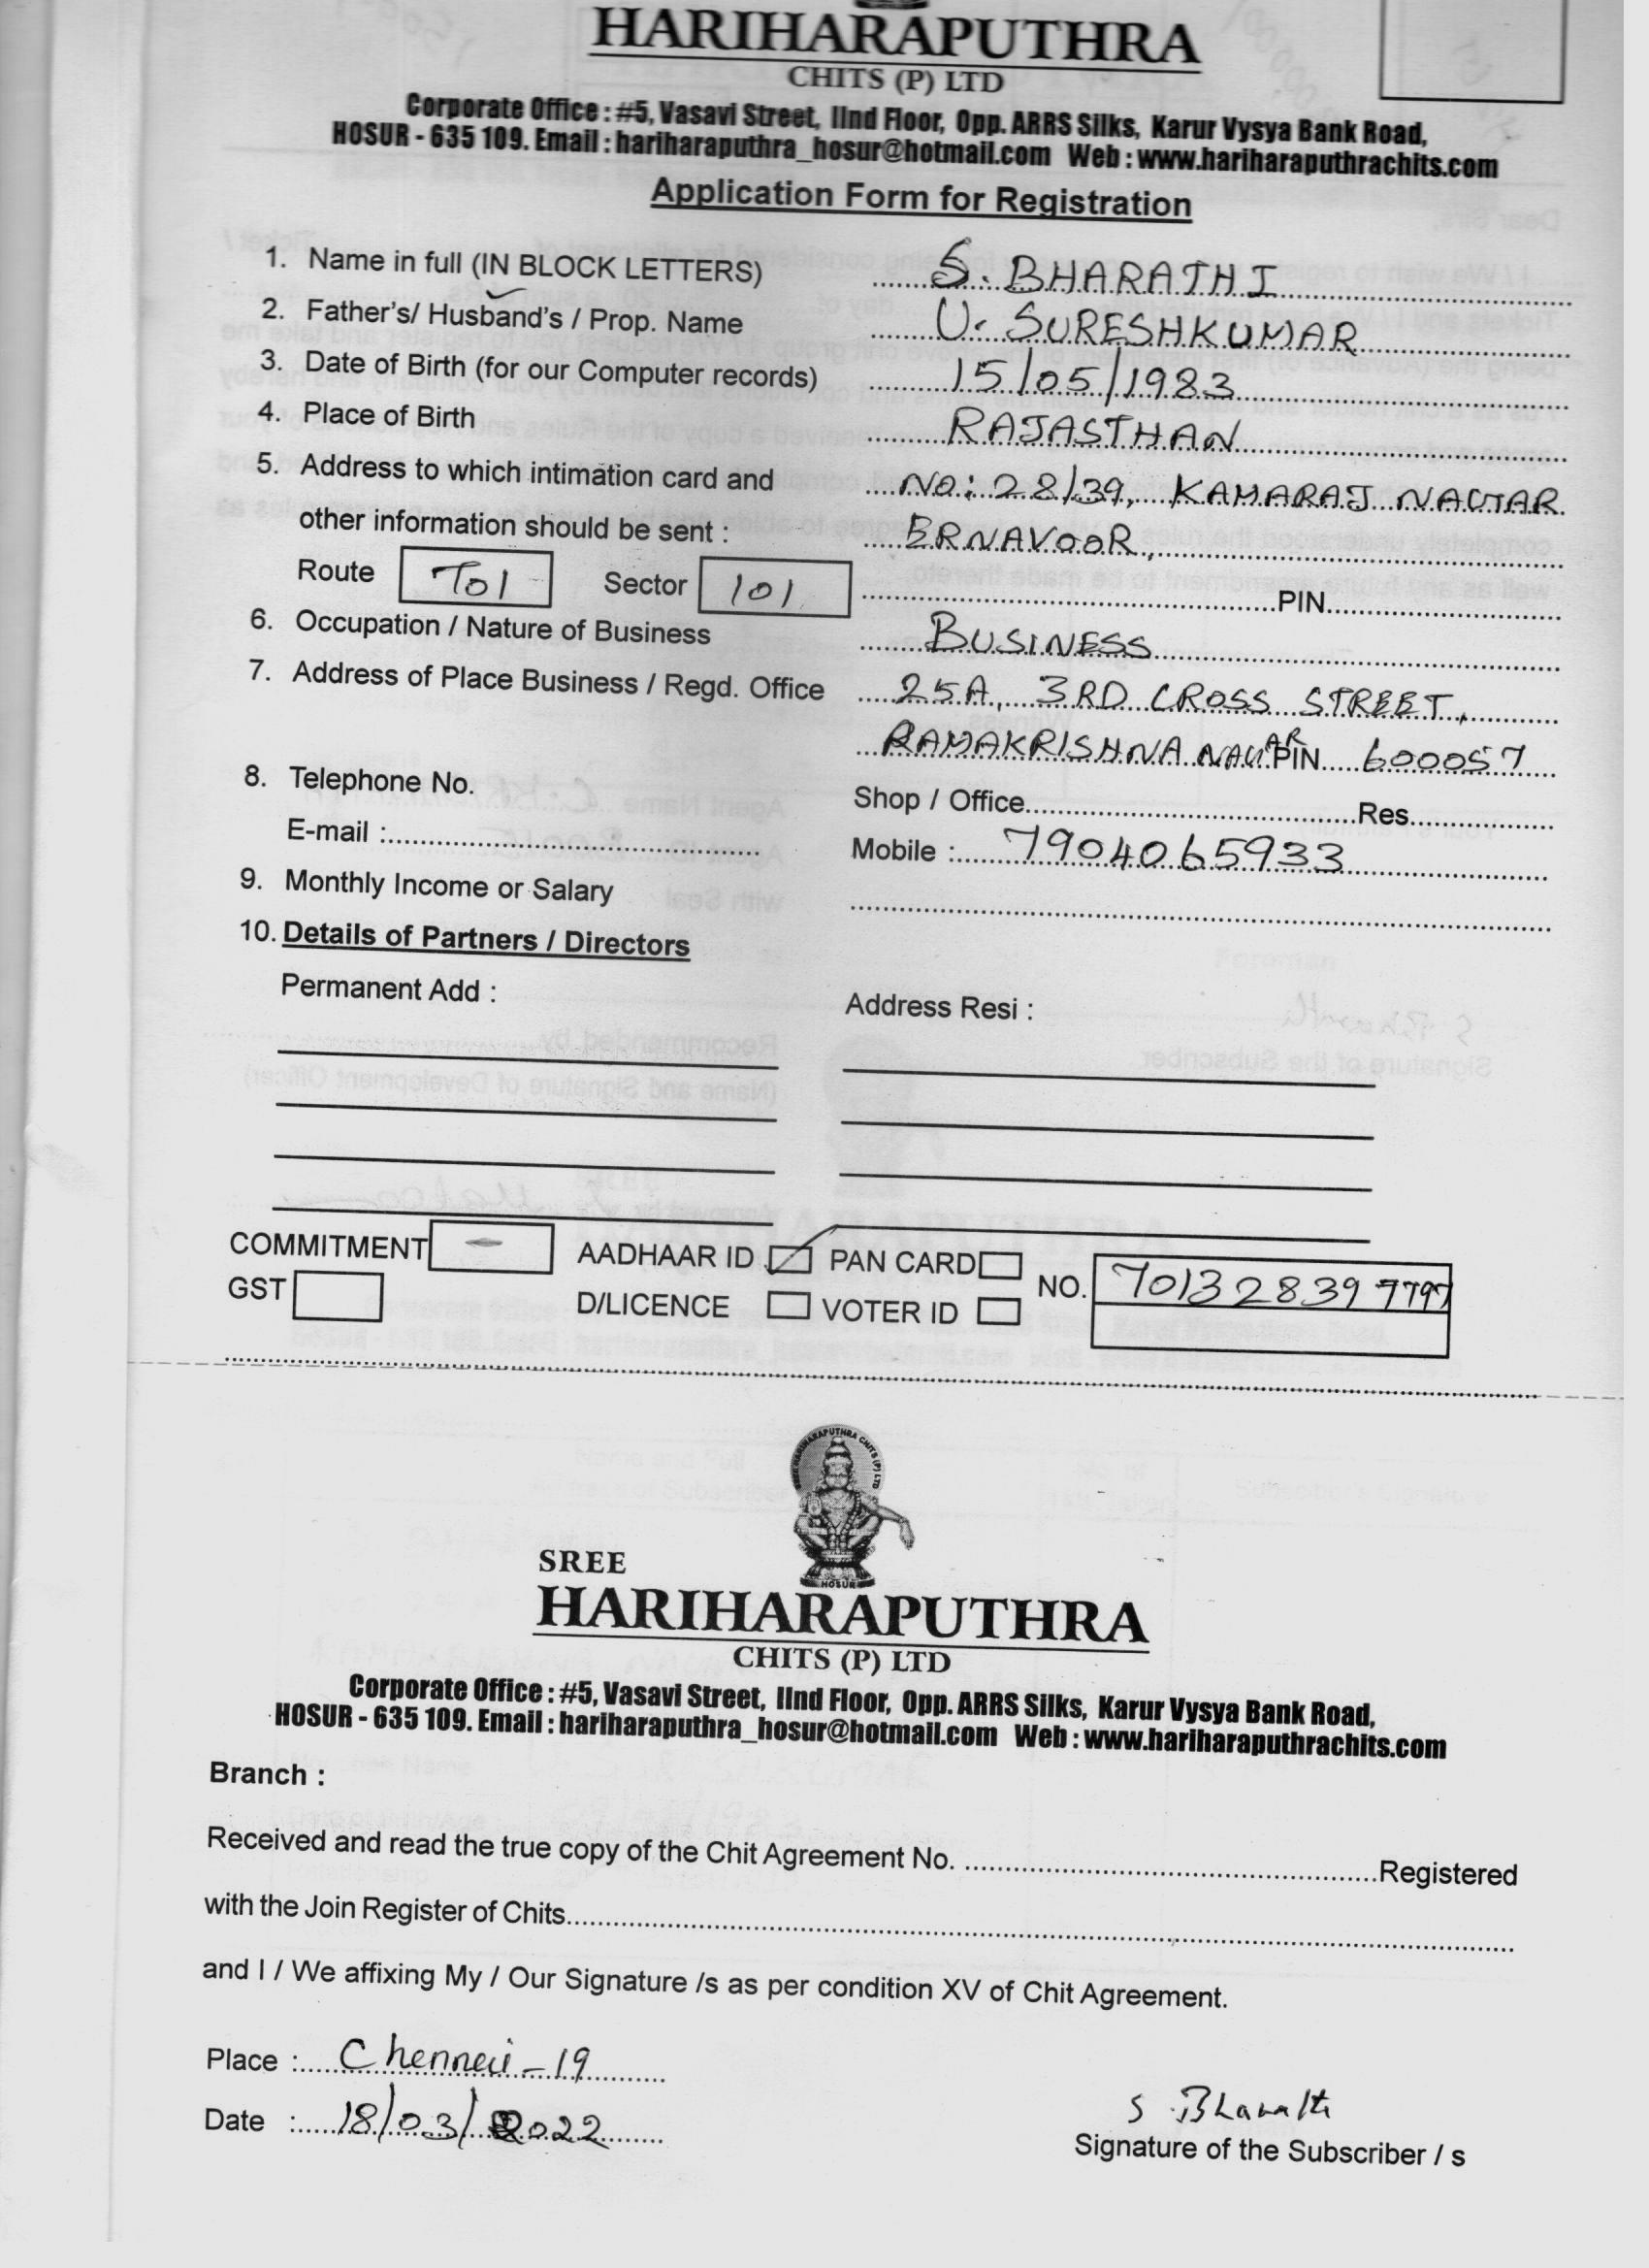 HARIHARAPUTHRA
CHITS (P) LTD
Corporate Office : #5, Vasavi Street, IInd Floor, Opp. ARRS Silks, Karur Vysya Bank Road,
HOSUR - 635 109. Email : hariharaputhra_hosur@hotmail.com Web : www.hariharaputhrachits.com
Application Form for Registration
1. Name in full (IN BLOCK LETTERS) S. BHARATHI
2. Father's/ Husband's / Prop. Name U. SURESHKUMAR
3. Date of Birth (for our Computer records) 15/05/1983
4. Place of Birth RAJASTHAN
5. Address to which intimation card and No: 28/39, KAMARAJ NAGAR
other information should be sent : ERNAVOOR,
Route T01 Sector 101 PIN
6. Occupation / Nature of Business BUSINESS
7. Address of Place Business / Regd. Office 25A, 3RD CROSS STREET,
RAMAKRISHNA NAGAR PIN 600057
8. Telephone No. Shop / Office Res
E-mail : Mobile : 7904065933
9. Monthly Income or Salary
10. Details of Partners / Directors
Permanent Add : Address Resi :
COMMITMENT - AADHAAR ID PAN CARD NO. 70132839 7797
GST D/LICENCE VOTER ID
SREE HARIHARAPUTHRA CHITS (P) LTD
HOSUR
SREE
HARIHARAPUTHRA
CHITS (P) LTD
Corporate Office : #5, Vasavi Street, IInd Floor, Opp. ARRS Silks, Karur Vysya Bank Road,
HOSUR - 635 109. Email : hariharaputhra_hosur@hotmail.com Web : www.hariharaputhrachits.com
Branch :
Received and read the true copy of the Chit Agreement No. Registered
with the Join Register of Chits
and I / We affixing My / Our Signature /s as per condition XV of Chit Agreement.
Place : Chennai - 19
Date : 18/03/2022
S Bharathi
Signature of the Subscriber / s